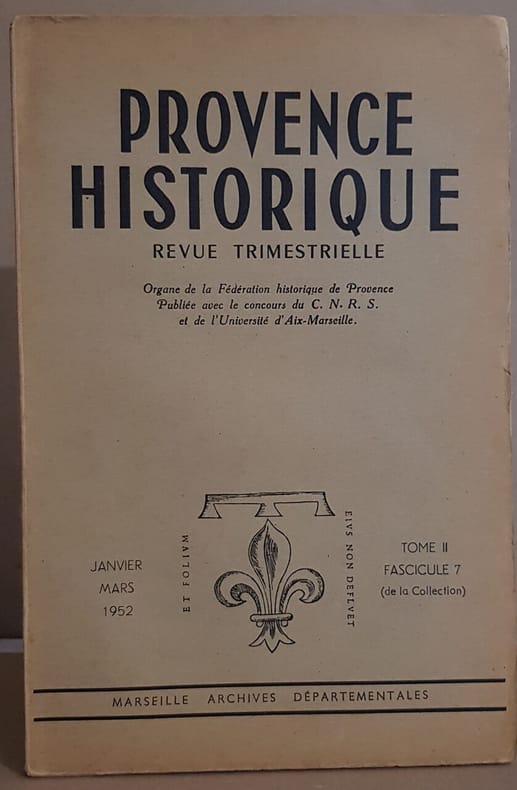 PROVENCE
HISTORIQUE
REVUE TRIMESTRIELLE
Organe de la Fédération historique de Provence
Publiée avec le concours du C. N. R. S.
et de l'Université d'Aix-Marseille.
ET FOLIVM
EIVS NON DEFLVET
JANVIER
MARS
1952
TOME II
FASCICULE 7
(de la Collection)
MARSEILLE ARCHIVES DÉPARTEMENTALES